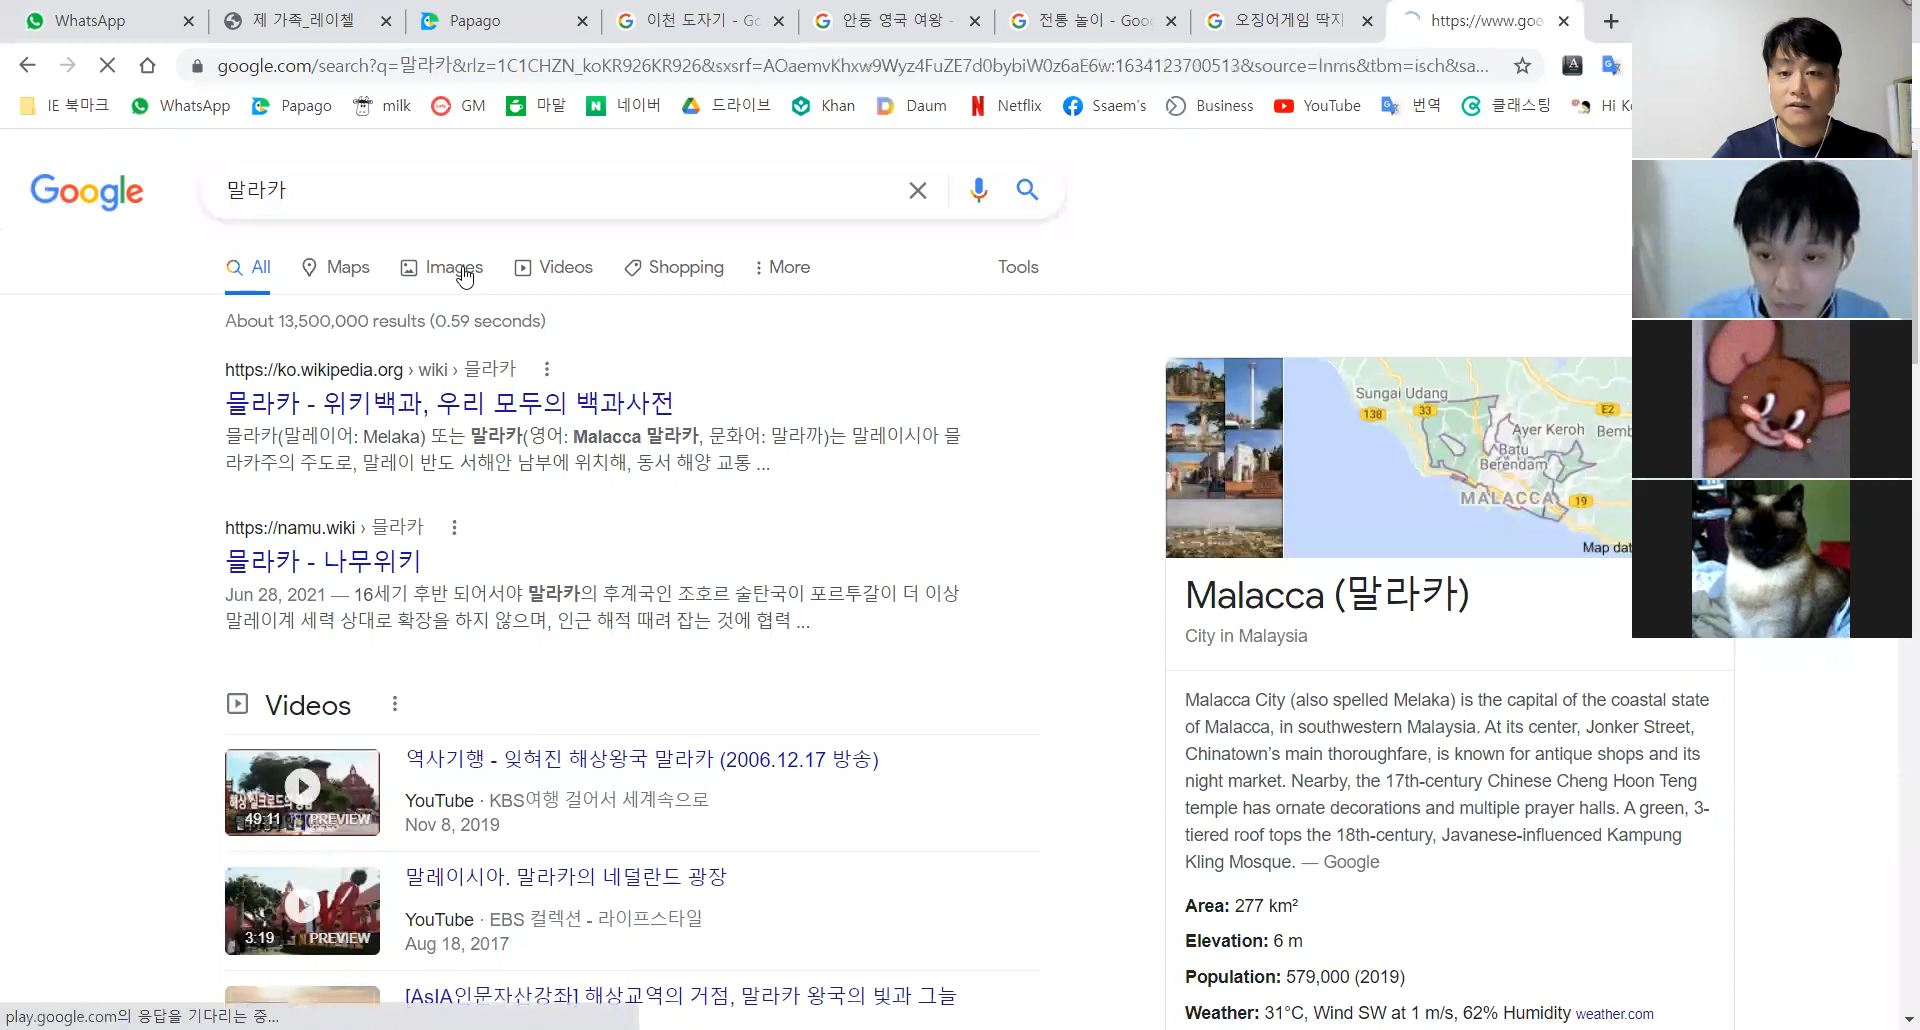 WhatsApp
제 가족_레이첼
Papago
이천 도자기 - Go
안동 영국 여왕 -
전통 놀이 - Goo
오징어게임 딱지
https://www.goo
google.com/search?q=말라카&rlz=1C1CHZN_koKR926KR926&sxsrf=AOaemvKhxw9Wyz4FuZE7d0bybiW0z6aE6w:1634123700513&source=lnms&tbm=isch&sa...
IE 북마크
WhatsApp
Papago
milk
GM
마말
네이버
드라이브
Khan
Daum
Netflix
Ssaem's
Business
YouTube
번역
클래스팅
Hi K
Google
말라카
All
Maps
Images
Videos
Shopping
More
Tools
About 13,500,000 results (0.59 seconds)
https://ko.wikipedia.org › wiki › 믈라카
믈라카 - 위키백과, 우리 모두의 백과사전
믈라카(말레이어: Melaka) 또는 말라카(영어: Malacca 말라카, 문화어: 말라까)는 말레이시아 믈
라카주의 주도로, 말레이 반도 서해안 남부에 위치해, 동서 해양 교통 ...
https://namu.wiki › 믈라카
믈라카 - 나무위키
Jun 28, 2021 — 16세기 후반 되어서야 말라카의 후계국인 조호르 술탄국이 포르투갈이 더 이상
말레이계 세력 상대로 확장을 하지 않으며, 인근 해적 때려 잡는 것에 협력 ...
Videos
49:11 PREVIEW
역사기행 - 잊혀진 해상왕국 말라카 (2006.12.17 방송)
YouTube · KBS여행 걸어서 세계속으로
Nov 8, 2019
3:19 PREVIEW
말레이시아. 말라카의 네덜란드 광장
YouTube · EBS 컬렉션 - 라이프스타일
Aug 18, 2017
[AsIA인문자산강좌] 해상교역의 거점, 말라카 왕국의 빛과 그늘
play.google.com의 응답을 기다리는 중...
Sungai Udang
138
33
E2
Ayer Keroh
Bemb
Batu
Berendam
MALACCA
19
Map dat
Malacca (말라카)
City in Malaysia
Malacca City (also spelled Melaka) is the capital of the coastal state
of Malacca, in southwestern Malaysia. At its center, Jonker Street,
Chinatown's main thoroughfare, is known for antique shops and its
night market. Nearby, the 17th-century Chinese Cheng Hoon Teng
temple has ornate decorations and multiple prayer halls. A green, 3-
tiered roof tops the 18th-century, Javanese-influenced Kampung
Kling Mosque. — Google
Area: 277 km²
Elevation: 6 m
Population: 579,000 (2019)
Weather: 31°C, Wind SW at 1 m/s, 62% Humidity weather.com